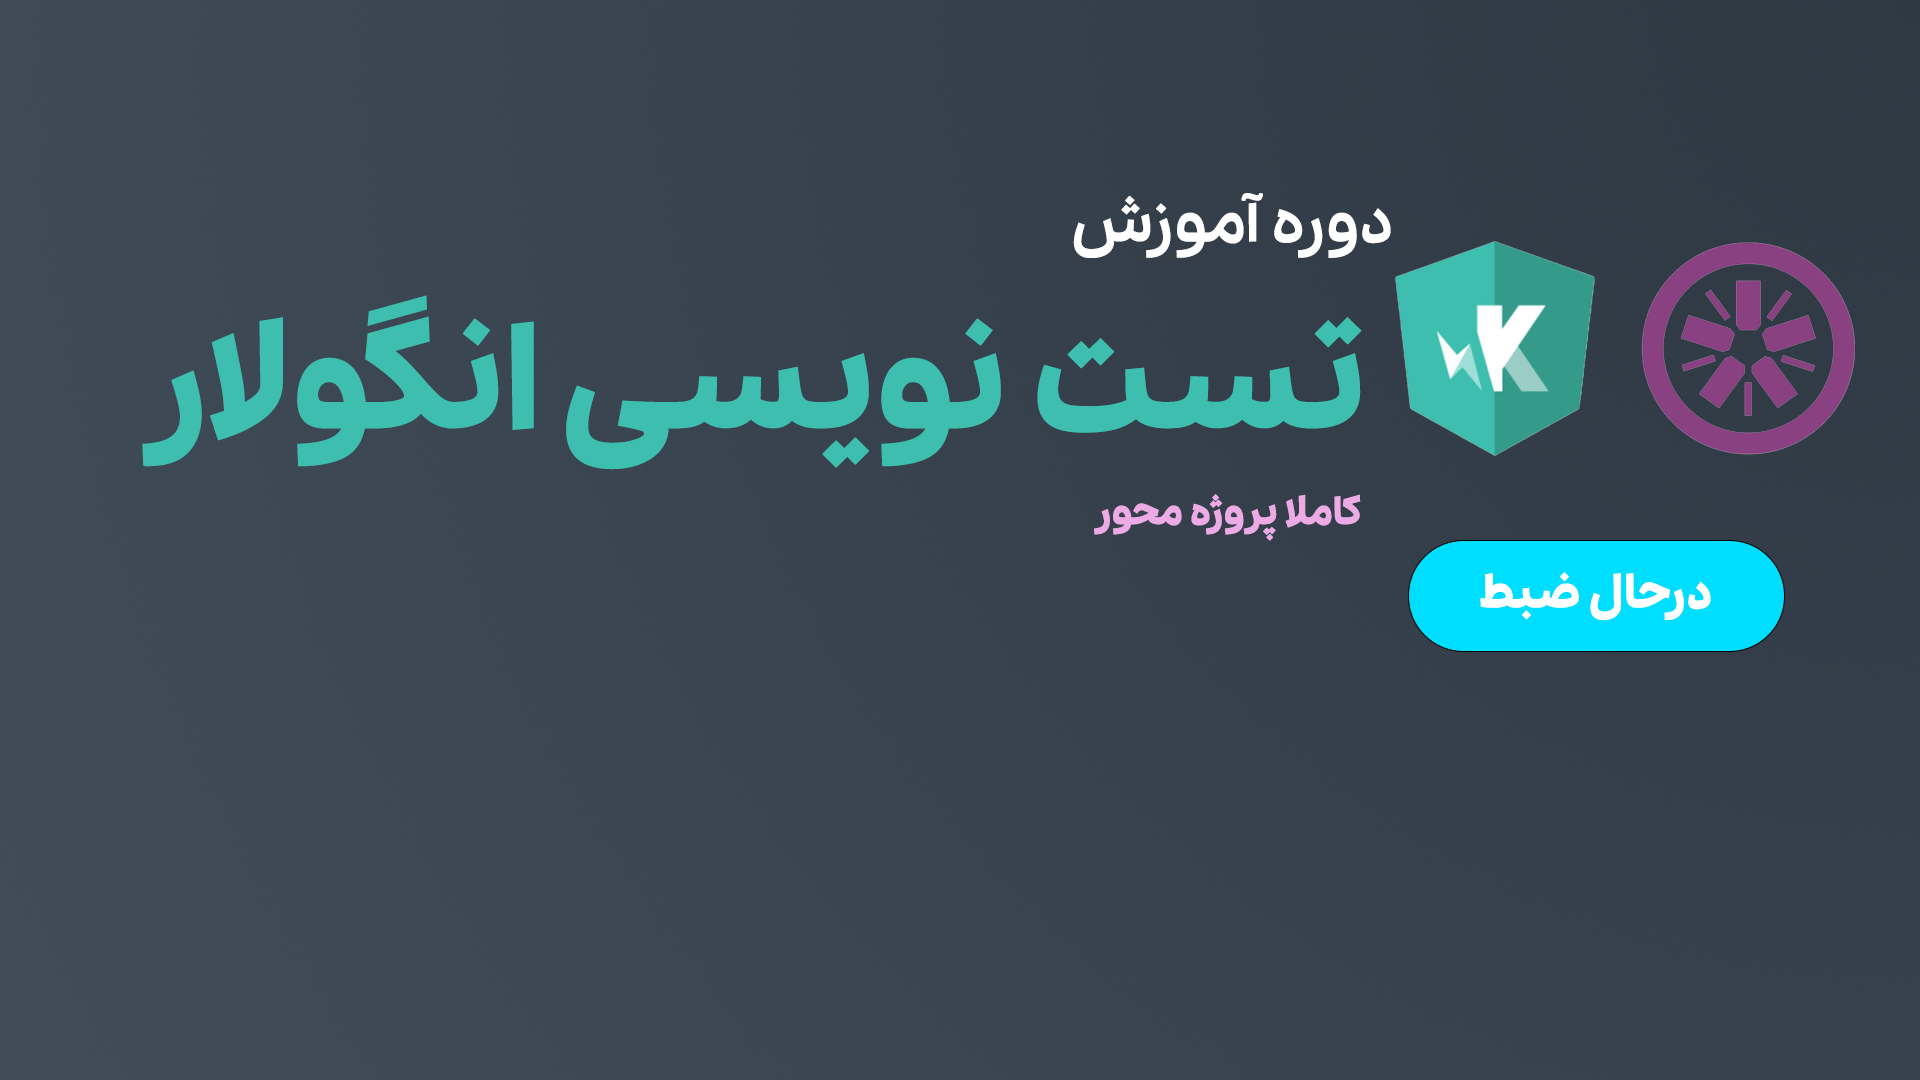 دوره آموزش
تست نویسی انگولار
کاملا پروژه محور
درحال ضبط